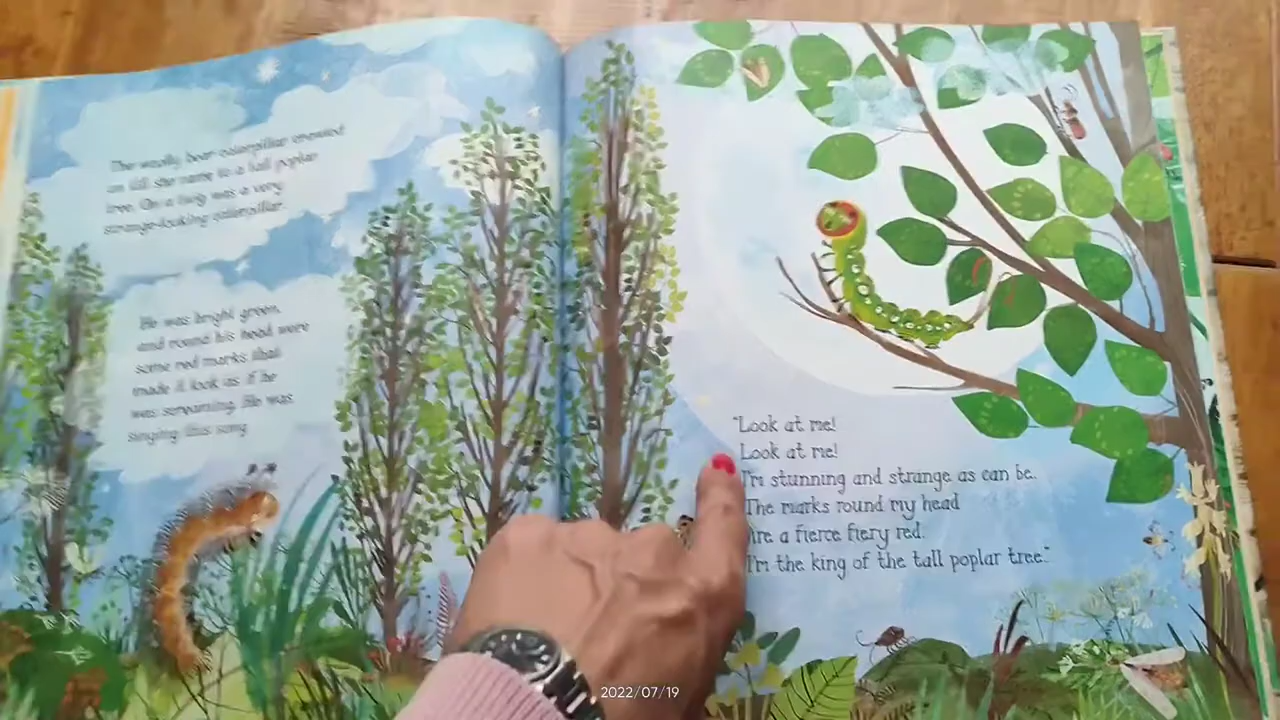 The woolly bear caterpillar crawled
on till she came to a tall poplar
tree. On a twig was a very
strange-looking caterpillar.
He was bright green,
and round his head were
some red marks that
made it look as if he
was screaming. He was
singing this song:
"Look at me!
Look at me!
I'm stunning and strange as can be.
The marks round my head
Are a fierce fiery red.
I'm the king of the tall poplar tree."
2022/07/19